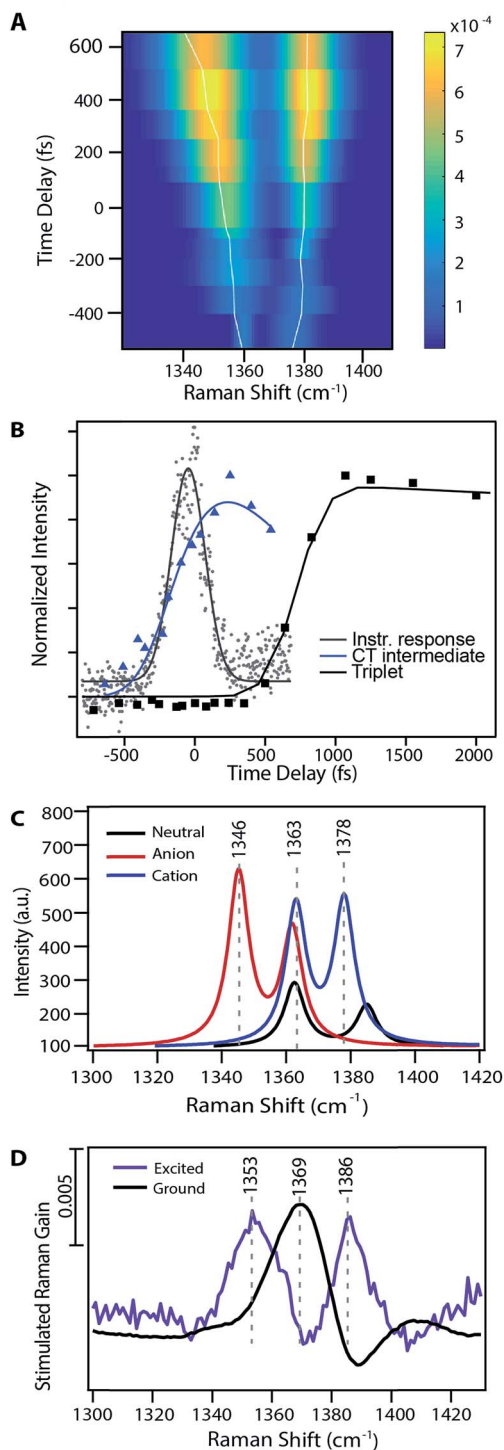 A
x10⁻⁴
600
400
200
0
-200
-400
Time Delay (fs)
7
6
5
4
3
2
1
1340
1360
1380
1400
Raman Shift (cm⁻¹)
B
Normalized Intensity
Instr. response
CT intermediate
Triplet
-500
0
500
1000
1500
2000
Time Delay (fs)
C
800
700
600
500
400
300
200
100
Intensity (a.u.)
Neutral
Anion
Cation
1346
1363
1378
1300
1320
1340
1360
1380
1400
1420
Raman Shift (cm⁻¹)
D
0.005
Stimulated Raman Gain
Excited
Ground
1353
1369
1386
1300
1320
1340
1360
1380
1400
1420
Raman Shift (cm⁻¹)